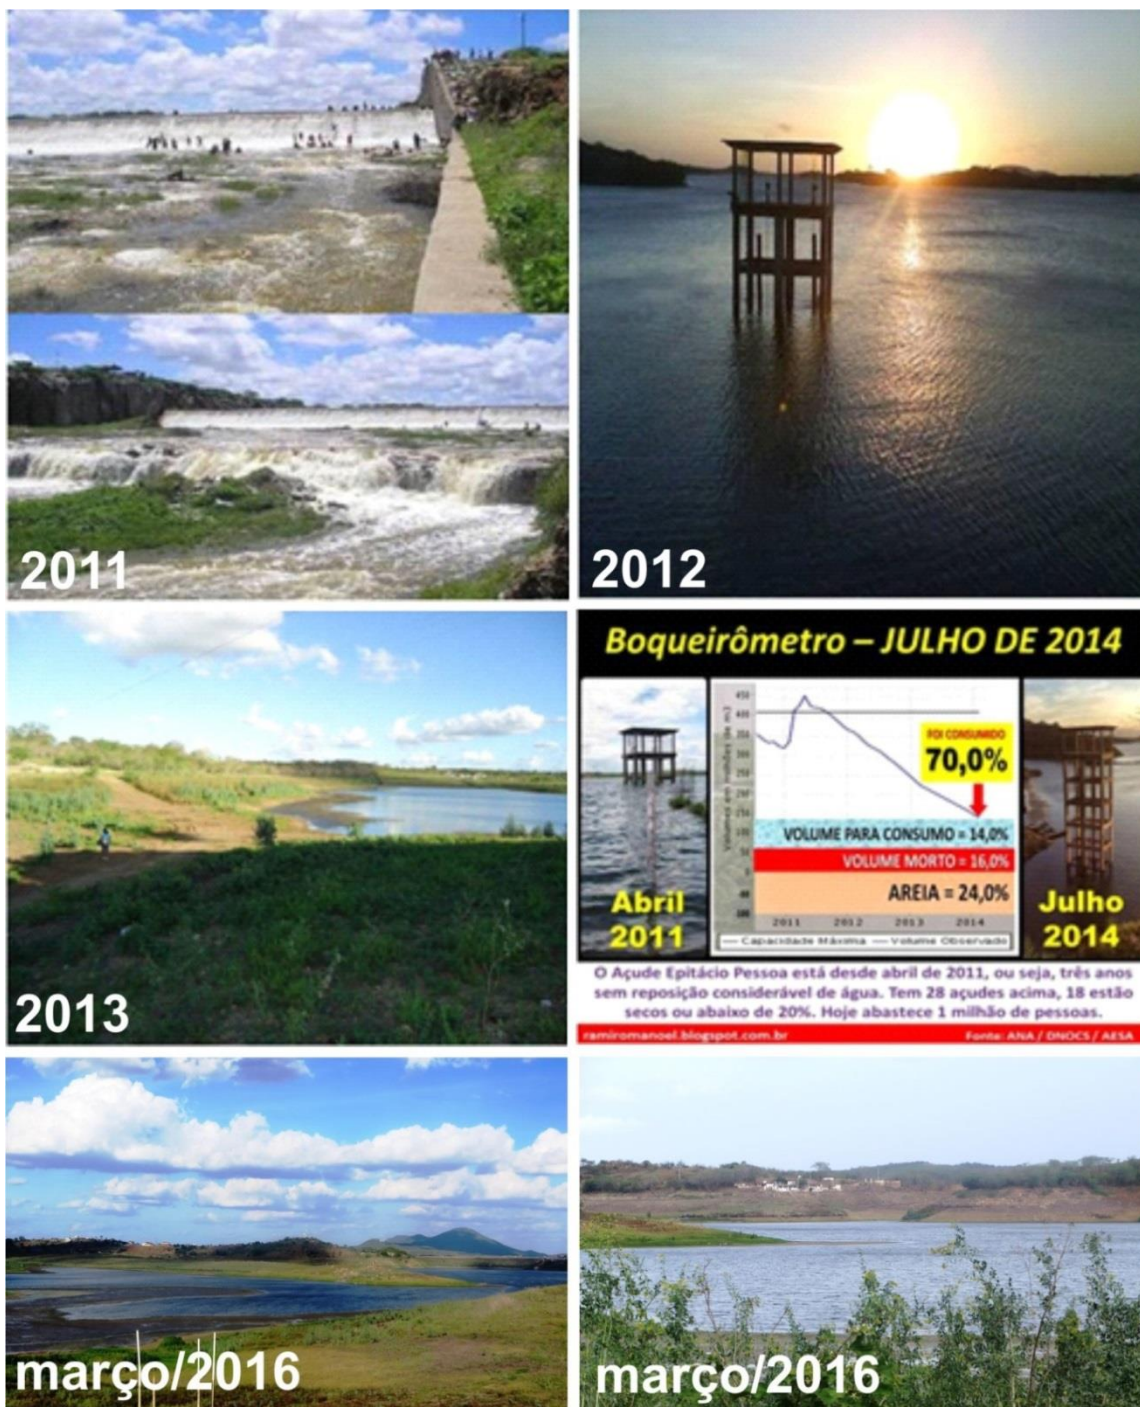 2011
2012
2013
Boqueirômetro – JULHO DE 2014
FOI CONSUMIDO
70,0%
VOLUME PARA CONSUMO = 14,0%
VOLUME MORTO = 16,0%
AREIA = 24,0%
2011 2012 2013 2014
Capacidade Máxima Volume Observado
Abril
2011
Julho
2014
O Açude Epitácio Pessoa está desde abril de 2011, ou seja, três anos
sem reposição considerável de água. Tem 28 açudes acima, 18 estão
secos ou abaixo de 20%. Hoje abastece 1 milhão de pessoas.
ramiromanoel.blogspot.com.br
Fonte: ANA / DNOCS / AESA
março/2016
março/2016